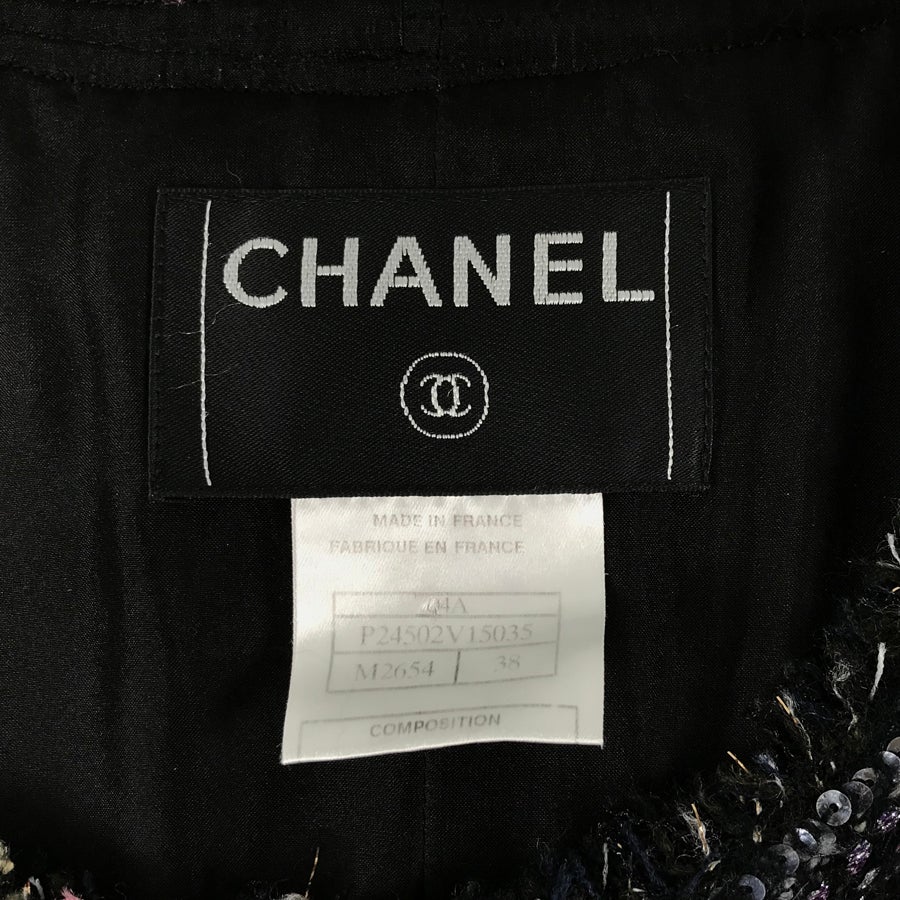 CHANEL
MADE IN FRANCE
FABRIQUE EN FRANCE
04A
P24502V15035
M2654 38
COMPOSITION